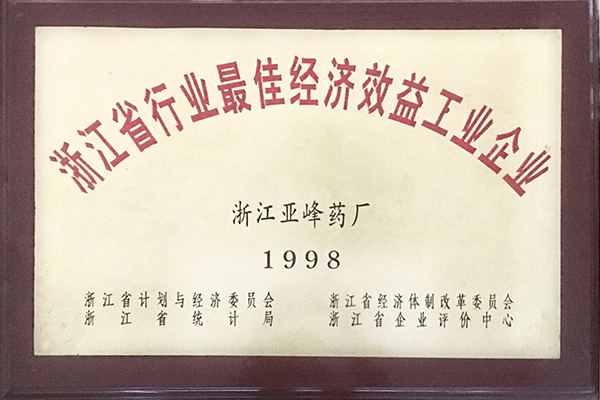 浙江省行业最佳经济效益工业企业
浙江亚峰药厂
1998
浙江省计划与经济委员会 浙江省经济体制改革委员会
浙江省统计局 浙江省企业评价中心